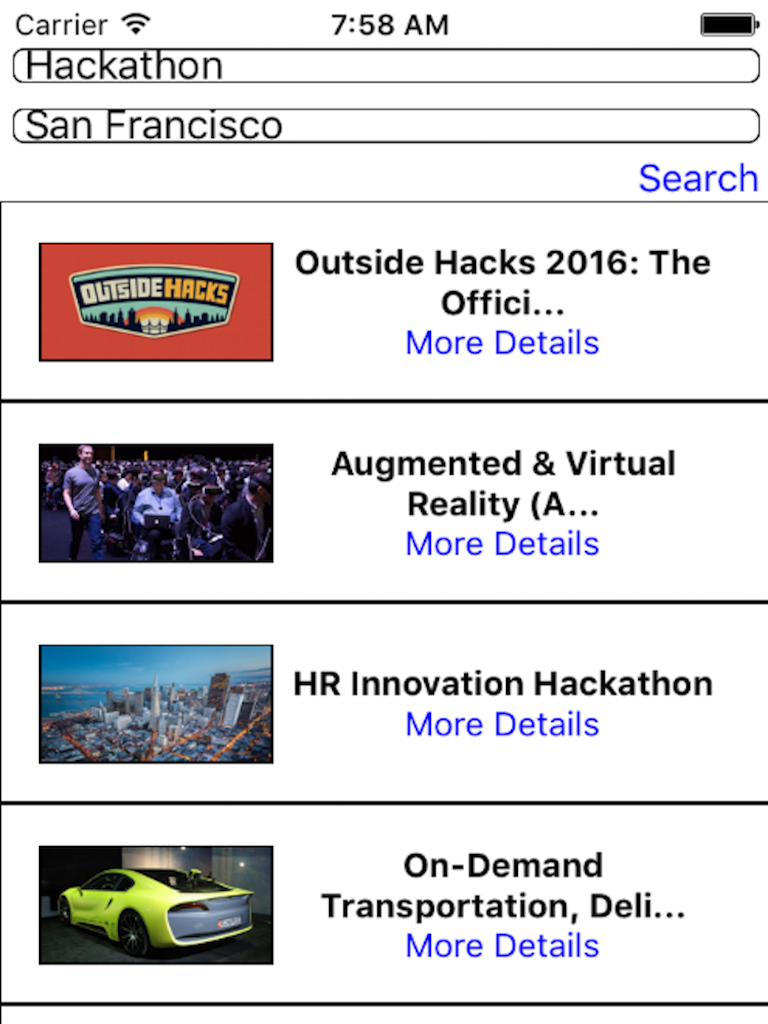 Carrier 7:58 AM
Hackathon
San Francisco
Search
OUTSIDE HACKS
Outside Hacks 2016: The
Offici...
More Details
Augmented & Virtual
Reality (A...
More Details
HR Innovation Hackathon
More Details
On-Demand
Transportation, Deli...
More Details